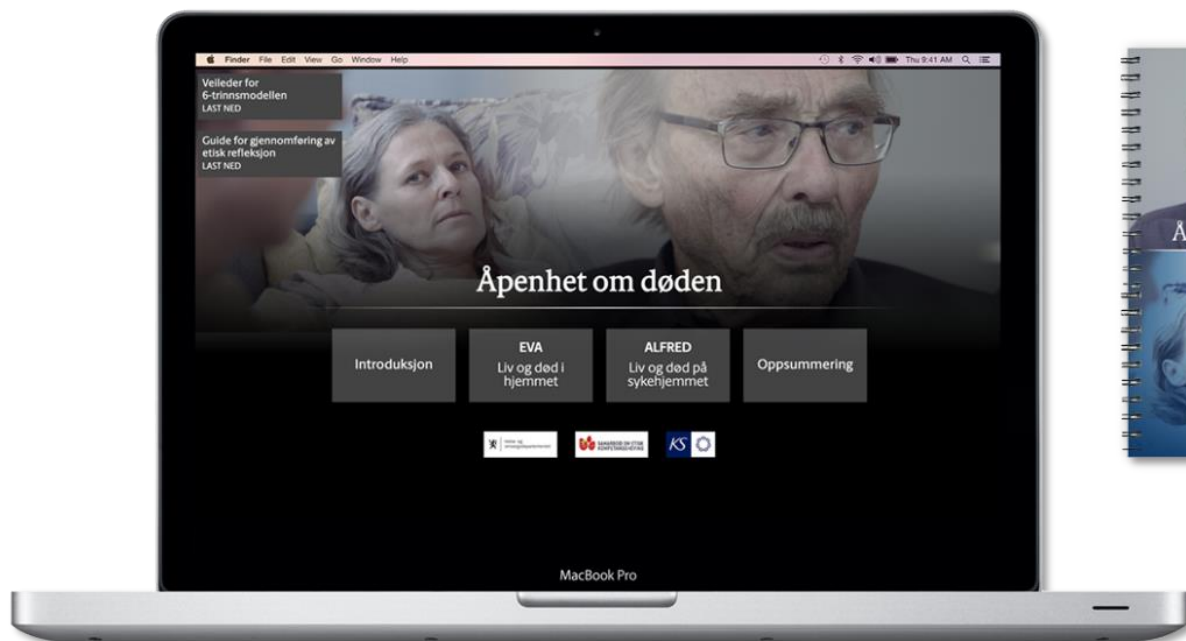 Finder File Edit View Go Window Help
Thu 9:41 AM
Veileder for
6-trinnsmodellen
LAST NED
Guide for gjennomføring av
etisk refleksjon
LAST NED
Åpenhet om døden
Introduksjon
EVA
Liv og død i
hjemmet
ALFRED
Liv og død på
sykehjemmet
Oppsummering
KS
MacBook Pro
Å